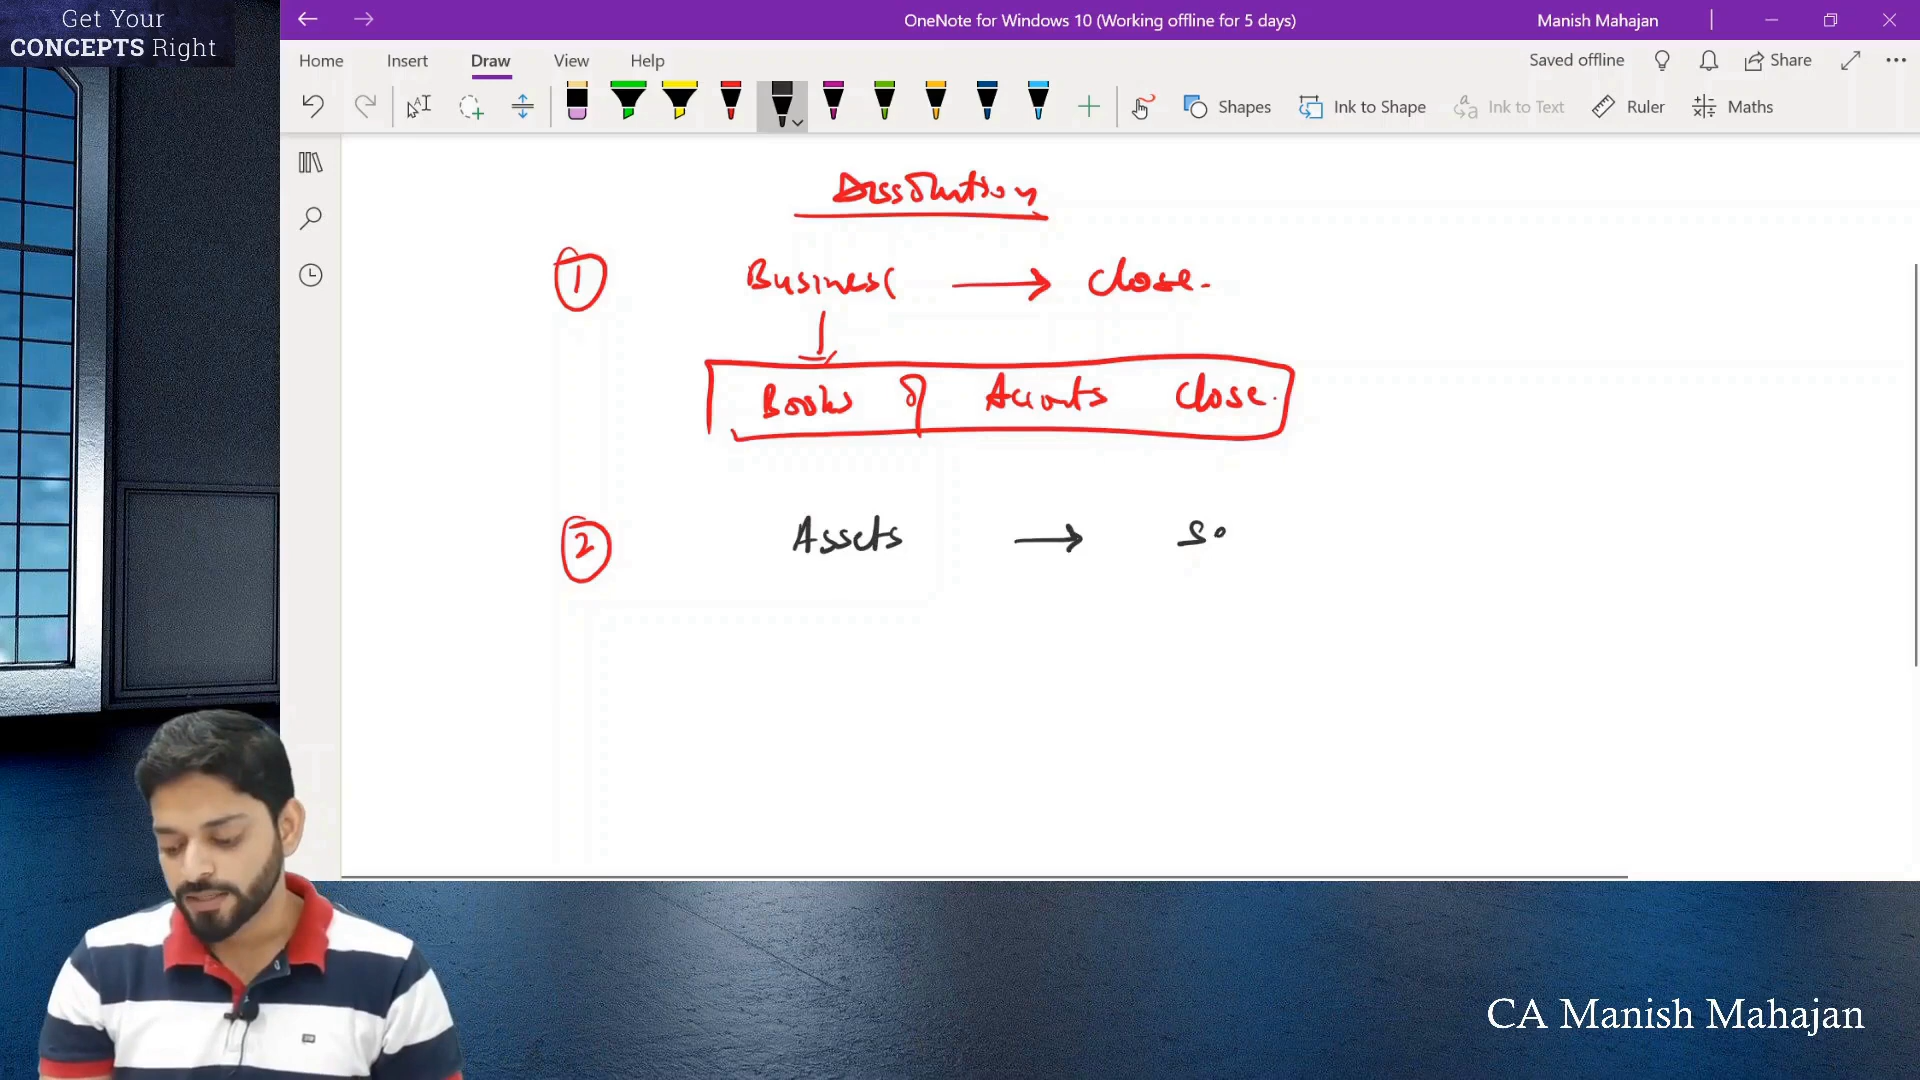 Get Your
CONCEPTS Right
OneNote for Windows 10 (Working offline for 5 days)
Manish Mahajan
Home Insert Draw View Help
Saved offline
Share
Shapes
Ink to Shape
Ink to Text
Ruler
Maths
Dissolution
1 Business → Close.
Books of Accounts Close.
2 Assets → so
CA Manish Mahajan